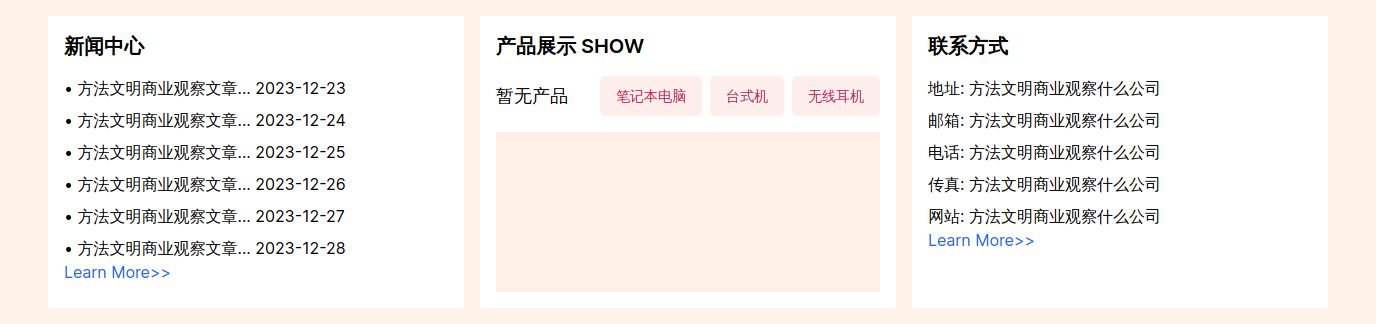 新闻中心
• 方法文明商业观察文章... 2023-12-23
• 方法文明商业观察文章... 2023-12-24
• 方法文明商业观察文章... 2023-12-25
• 方法文明商业观察文章... 2023-12-26
• 方法文明商业观察文章... 2023-12-27
• 方法文明商业观察文章... 2023-12-28
Learn More>>
产品展示 SHOW
暂无产品 笔记本电脑 台式机 无线耳机
联系方式
地址: 方法文明商业观察什么公司
邮箱: 方法文明商业观察什么公司
电话: 方法文明商业观察什么公司
传真: 方法文明商业观察什么公司
网站: 方法文明商业观察什么公司
Learn More>>